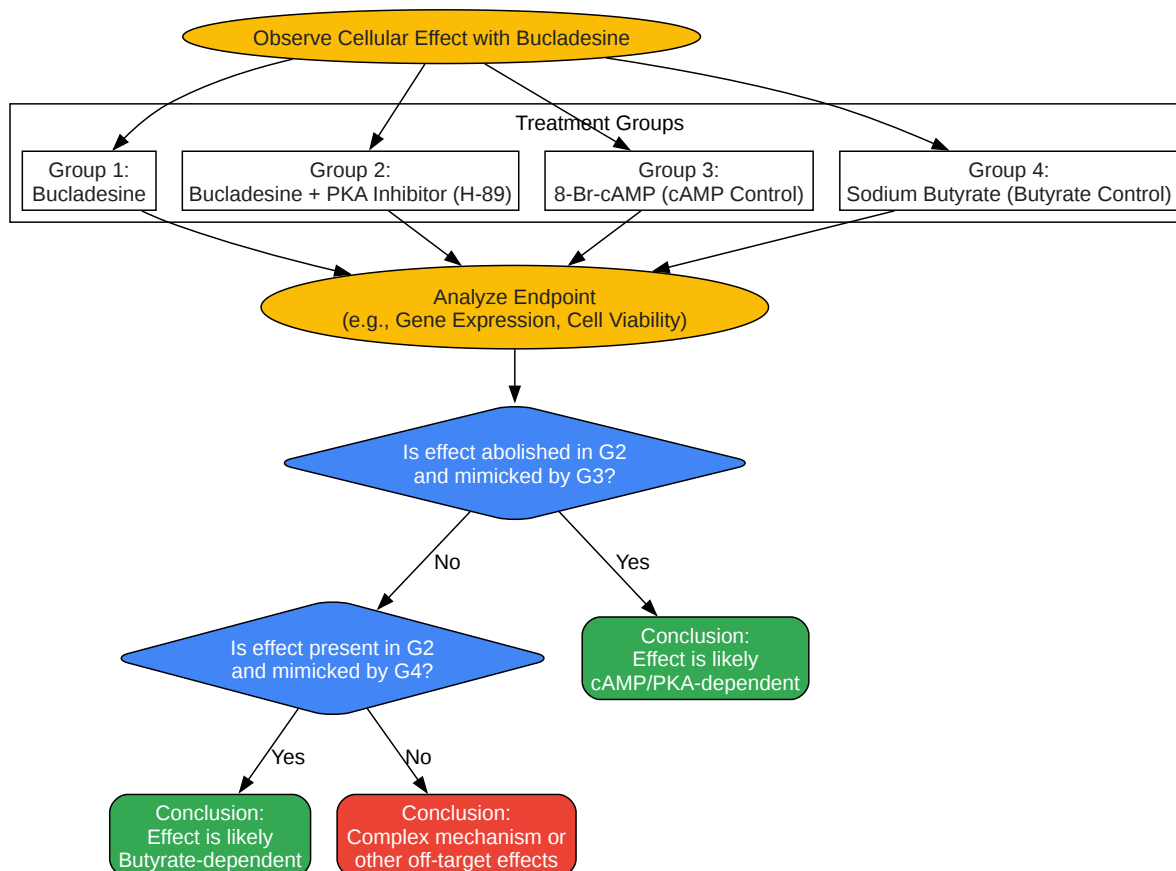 Observe Cellular Effect with Bucladesine
Treatment Groups
Group 1:
Bucladesine
Group 2:
Bucladesine + PKA Inhibitor (H-89)
Group 3:
8-Br-cAMP (cAMP Control)
Group 4:
Sodium Butyrate (Butyrate Control)
Analyze Endpoint
(e.g., Gene Expression, Cell Viability)
Is effect abolished in G2
and mimicked by G3?
No
Yes
Is effect present in G2
and mimicked by G4?
Conclusion:
Effect is likely
cAMP/PKA-dependent
Yes
No
Conclusion:
Effect is likely
Butyrate-dependent
Conclusion:
Complex mechanism or
other off-target effects